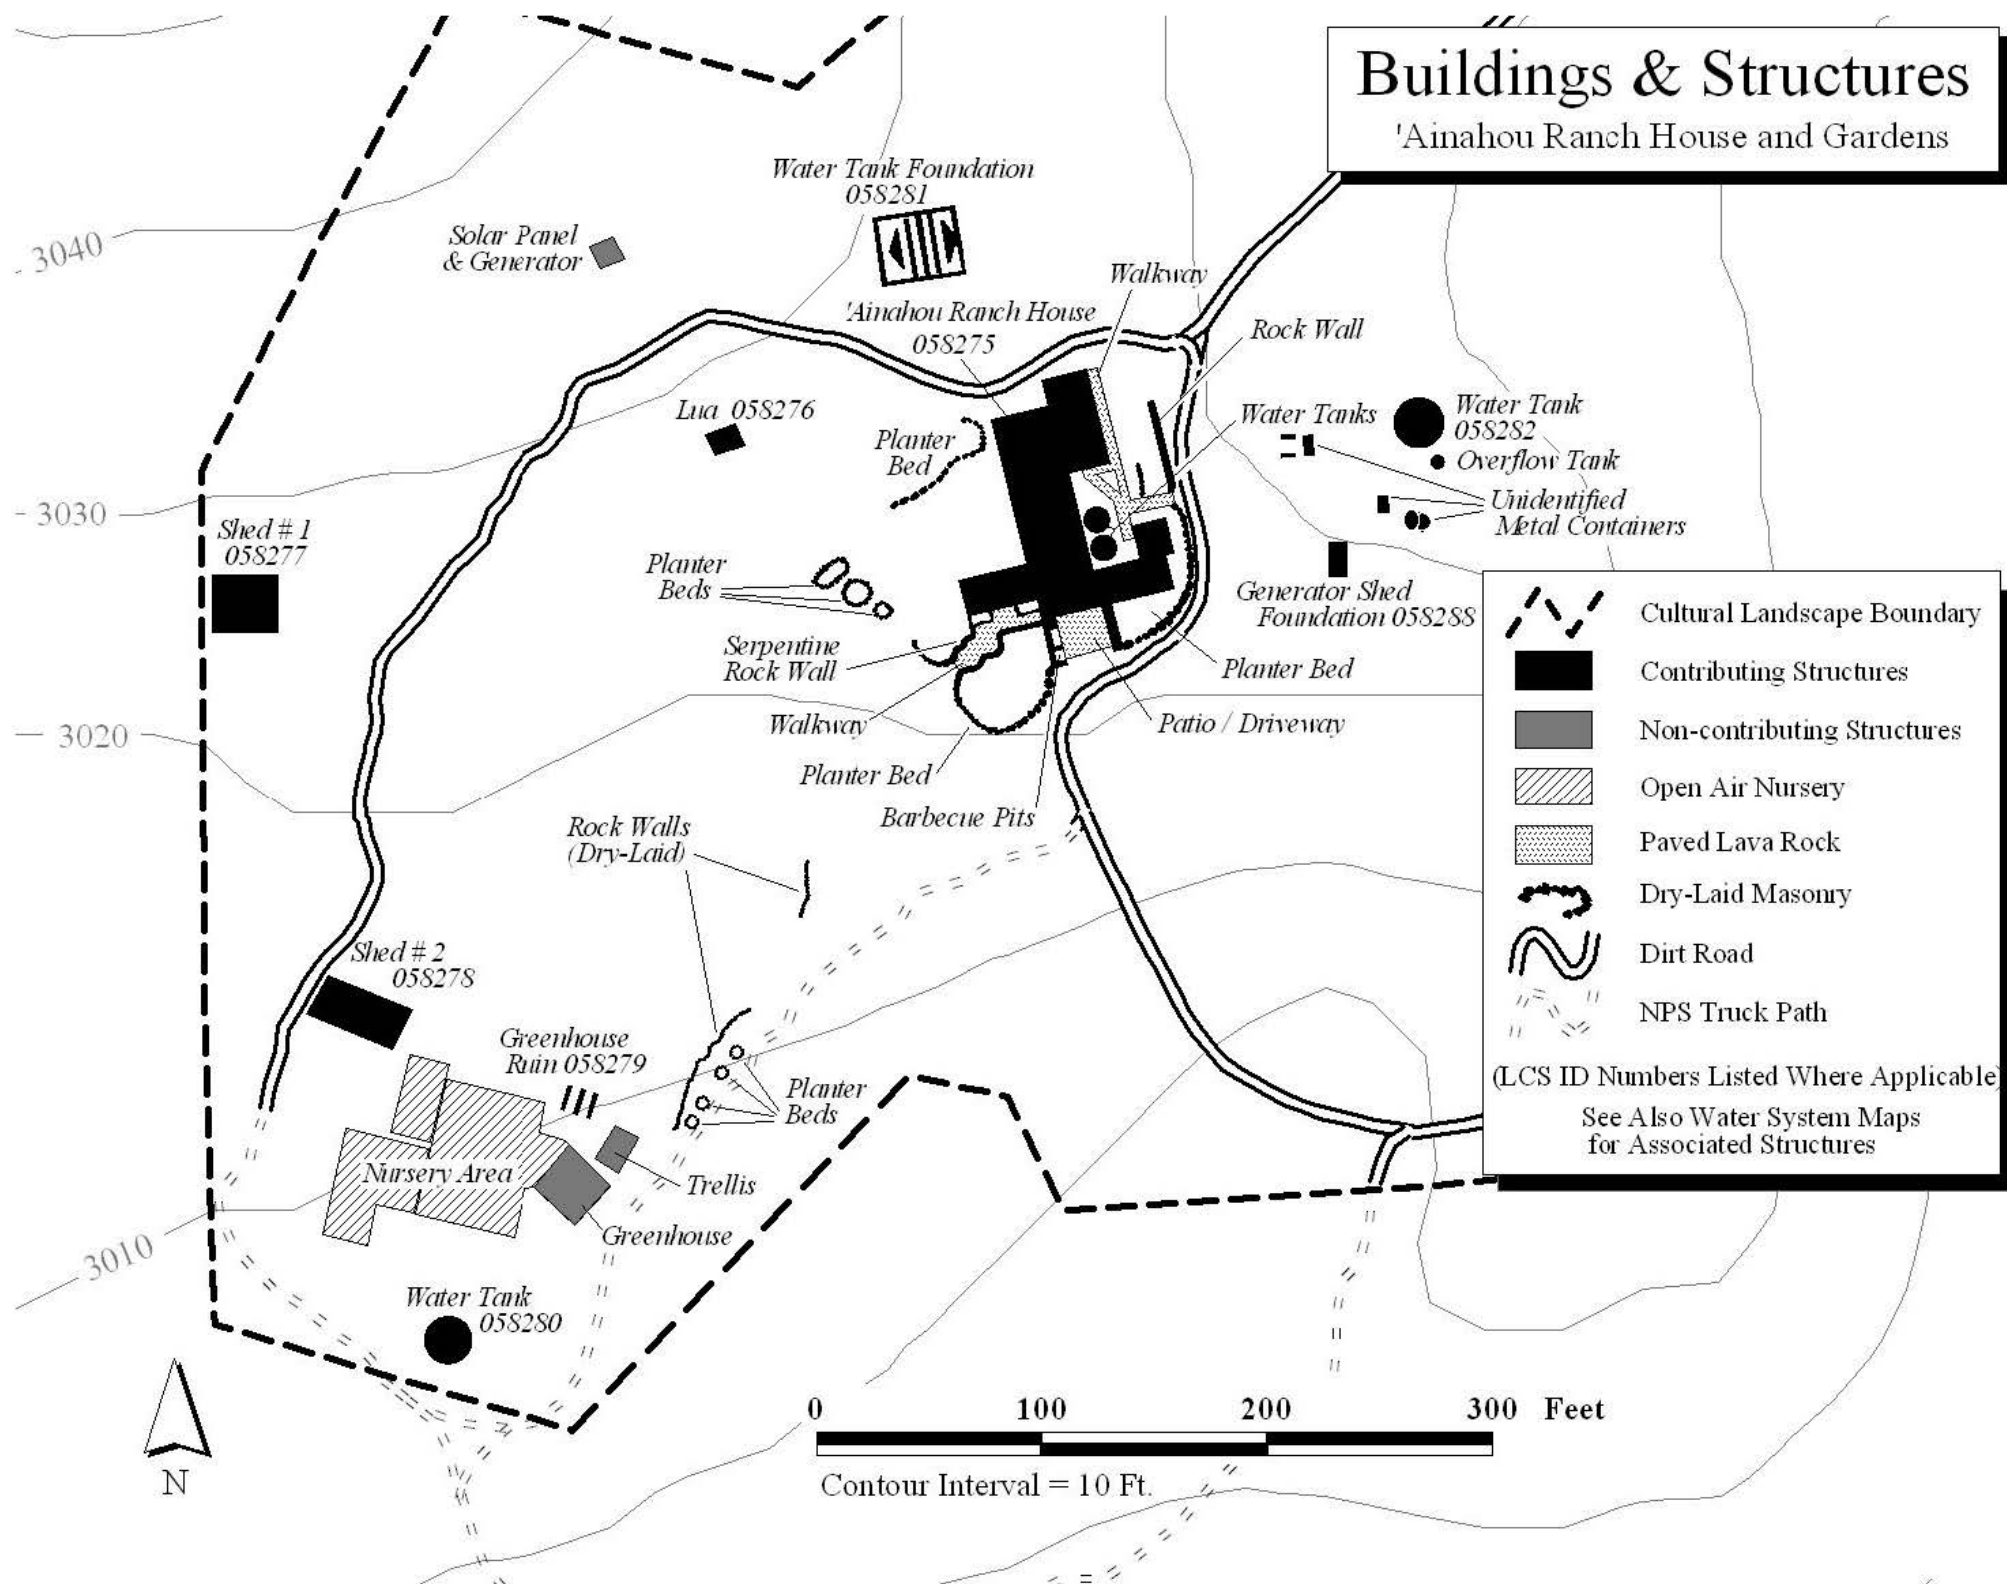 Buildings & Structures
'Ainahou Ranch House and Gardens
Water Tank Foundation
058281
Solar Panel
& Generator
3040
Walkway
'Ainahou Ranch House
058275
Rock Wall
Lua 058276
Planter
Bed
Water Tanks
Water Tank
058282
Overflow Tank
Unidentified
Metal Containers
3030
Shed # 1
058277
Planter
Beds
Generator Shed
Foundation 058288
Serpentine
Rock Wall
Planter Bed
Walkway
Patio / Driveway
3020
Planter Bed
Barbecue Pits
Rock Walls
(Dry-Laid)
Shed # 2
058278
Greenhouse
Ruin 058279
Planter
Beds
Nursery Area
Trellis
Greenhouse
3010
Water Tank
058280
Cultural Landscape Boundary
Contributing Structures
Non-contributing Structures
Open Air Nursery
Paved Lava Rock
Dry-Laid Masonry
Dirt Road
NPS Truck Path
(LCS ID Numbers Listed Where Applicable)
See Also Water System Maps
for Associated Structures
N
0 100 200 300 Feet
Contour Interval = 10 Ft.